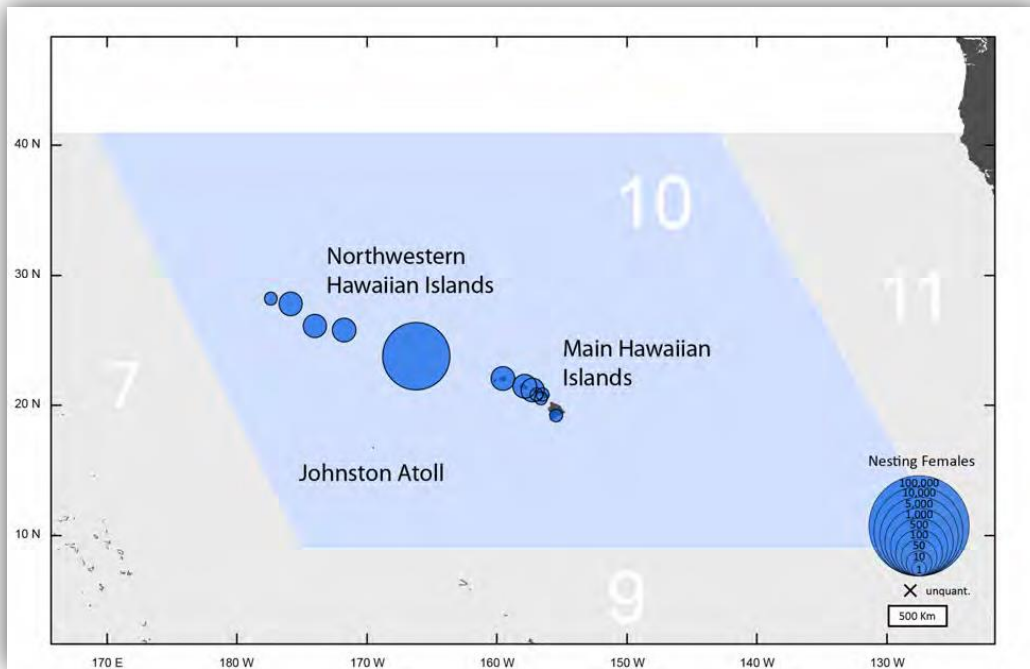 40 N
30 N
20 N
10 N
10
11
7
9
Northwestern
Hawaiian Islands
Main Hawaiian
Islands
Johnston Atoll
Nesting Females
100,000
10,000
5,000
1,000
500
100
50
10
1
unquant.
500 Km
170 E
180 W
170 W
160 W
150 W
140 W
130 W